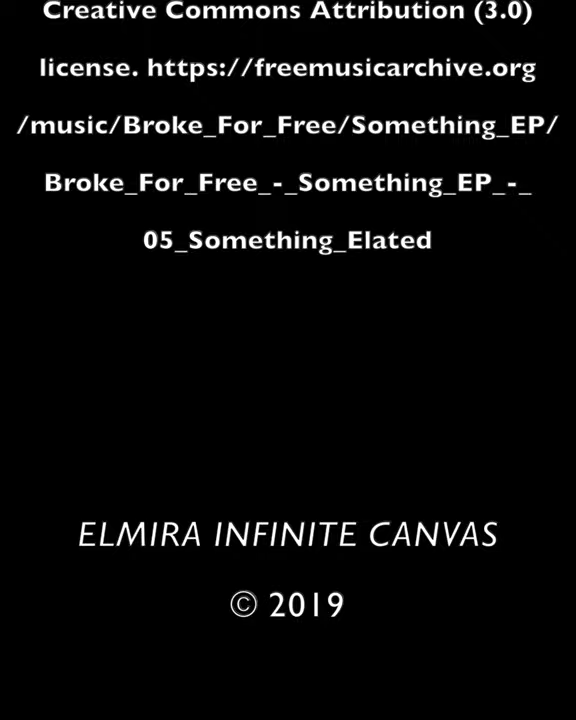 Creative Commons Attribution (3.0)
license. https://freemusicarchive.org
/music/Broke_For_Free/Something_EP/
Broke_For_Free_-_Something_EP_-_
05_Something_Elated
ELMIRA INFINITE CANVAS
© 2019